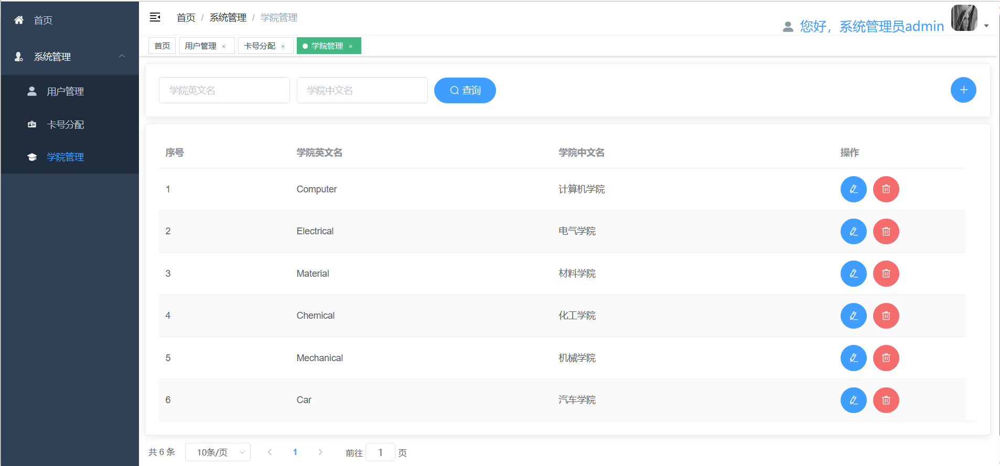 首页
系统管理
用户管理
卡号分配
学院管理
首页 / 系统管理 / 学院管理
您好，系统管理员admin
首页 用户管理 × 卡号分配 × 学院管理 ×
学院英文名 学院中文名 查询
序号 学院英文名 学院中文名 操作
1 Computer 计算机学院
2 Electrical 电气学院
3 Material 材料学院
4 Chemical 化工学院
5 Mechanical 机械学院
6 Car 汽车学院
共 6 条 10条/页 1 前往 1 页